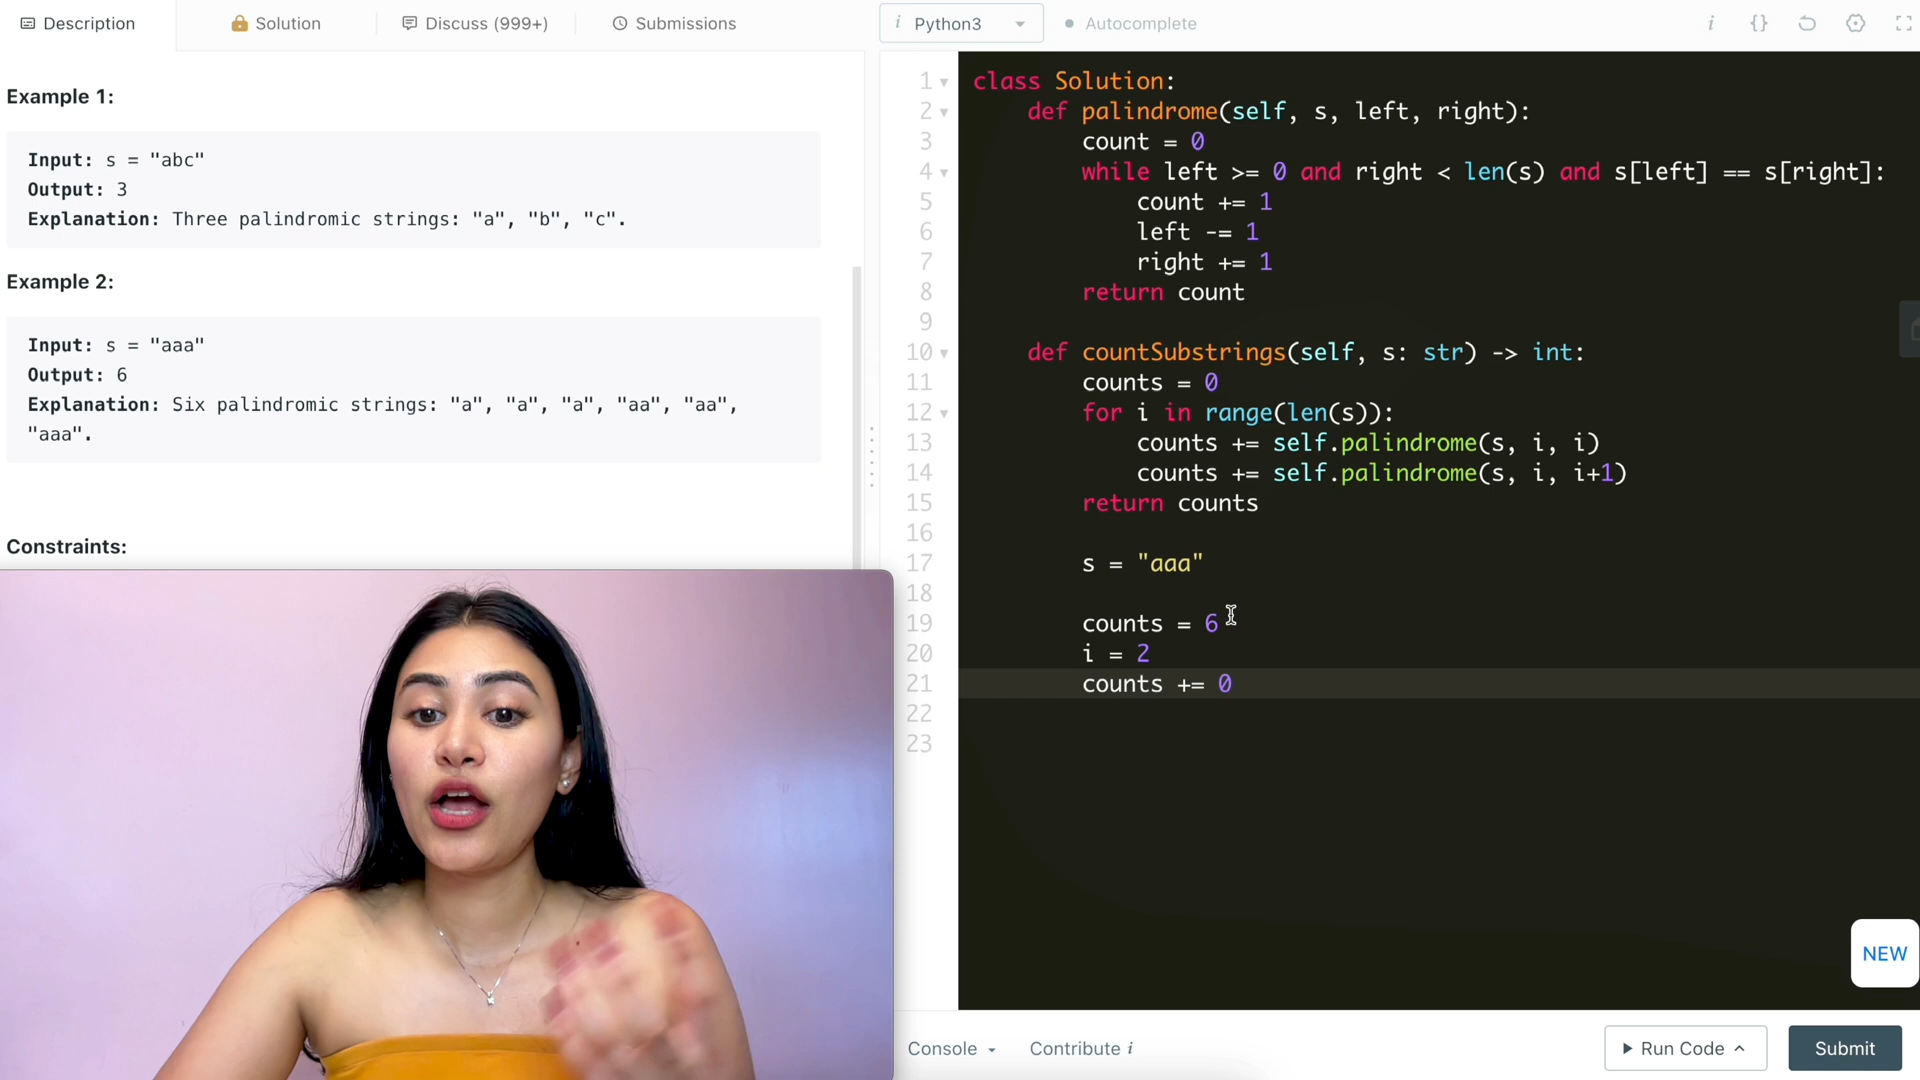 Description
Solution
Discuss (999+)
Submissions
i Python3
Autocomplete
i {}
Example 1:
Input: s = "abc"
Output: 3
Explanation: Three palindromic strings: "a", "b", "c".
Example 2:
Input: s = "aaa"
Output: 6
Explanation: Six palindromic strings: "a", "a", "a", "aa", "aa",
"aaa".
Constraints:
1 class Solution:
2 def palindrome(self, s, left, right):
3 count = 0
4 while left >= 0 and right < len(s) and s[left] == s[right]:
5 count += 1
6 left -= 1
7 right += 1
8 return count
9
10 def countSubstrings(self, s: str) -> int:
11 counts = 0
12 for i in range(len(s)):
13 counts += self.palindrome(s, i, i)
14 counts += self.palindrome(s, i, i+1)
15 return counts
16
17 s = "aaa"
18
19 counts = 6
20 i = 2
21 counts += 0
22
23
NEW
Console
Contribute i
Run Code
Submit